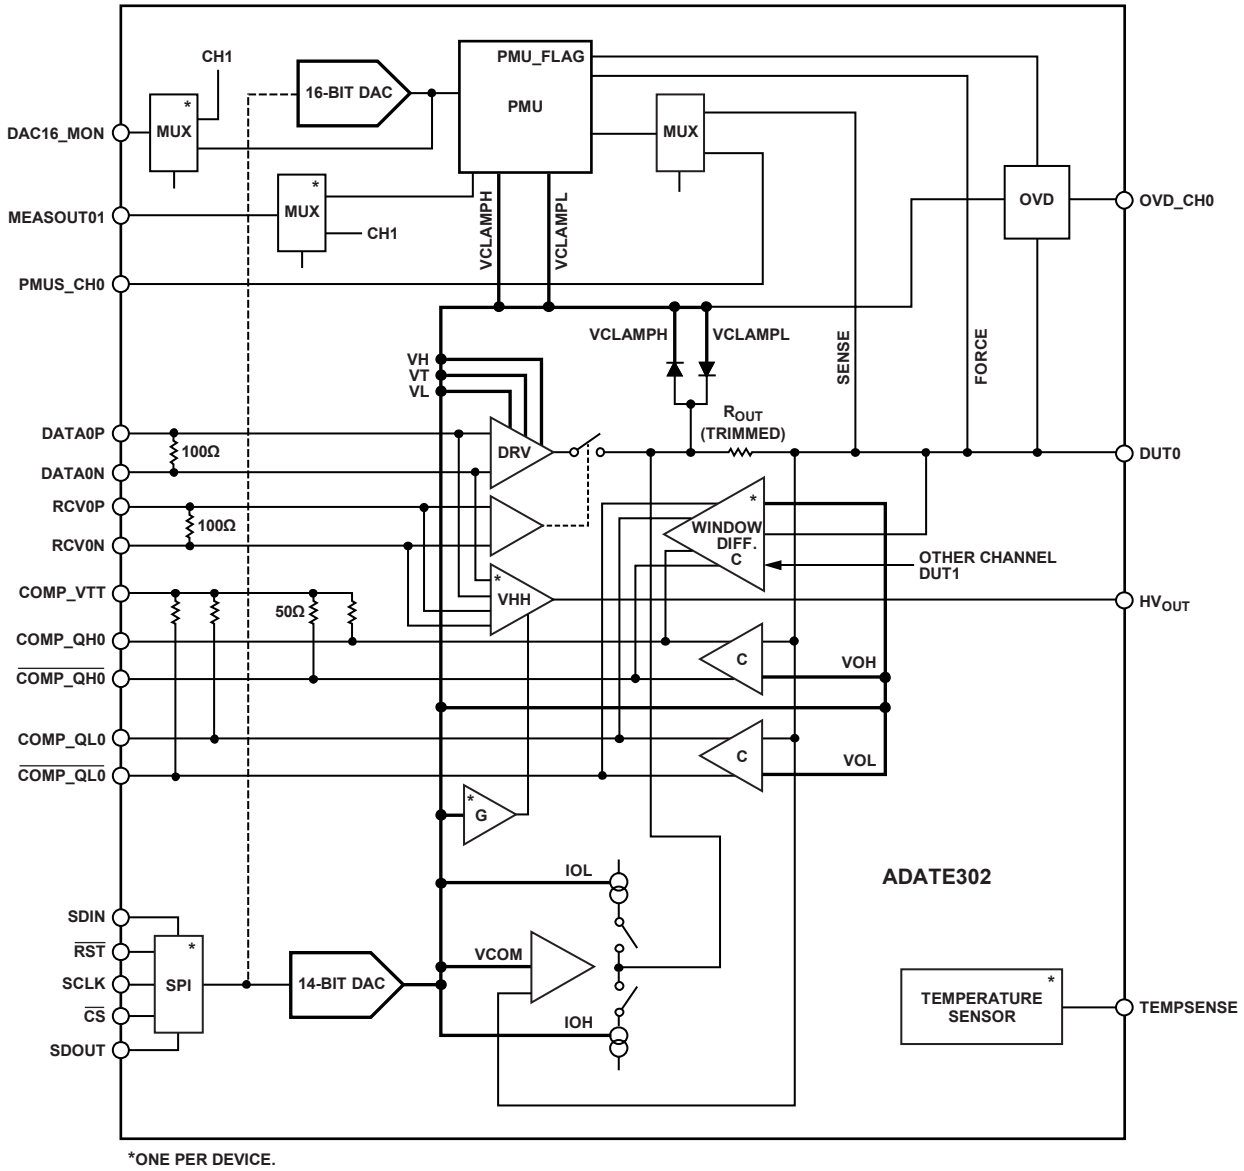 CH1
16-BIT DAC
PMU_FLAG
PMU
*
MUX
MUX
DAC16_MON
*
MUX
CH1
MEASOUT01
VCLAMPH
VCLAMPL
OVD
OVD_CH0
PMUS_CH0
VCLAMPH
VCLAMPL
SENSE
FORCE
VH
VT
VL
ROUT
(TRIMMED)
DATA0P
100Ω
DATA0N
DRV
DUT0
RCV0P
100Ω
RCV0N
*
WINDOW
DIFF.
C
OTHER CHANNEL
DUT1
COMP_VTT
50Ω
*
VHH
HVOUT
COMP_QH0
COMP_QH0
C
VOH
COMP_QL0
COMP_QL0
C
VOL
*
G
IOL
ADATE302
SDIN
RST
SCLK
CS
SDOUT
*
SPI
14-BIT DAC
VCOM
IOH
*
TEMPERATURE
SENSOR
TEMPSENSE
*ONE PER DEVICE.